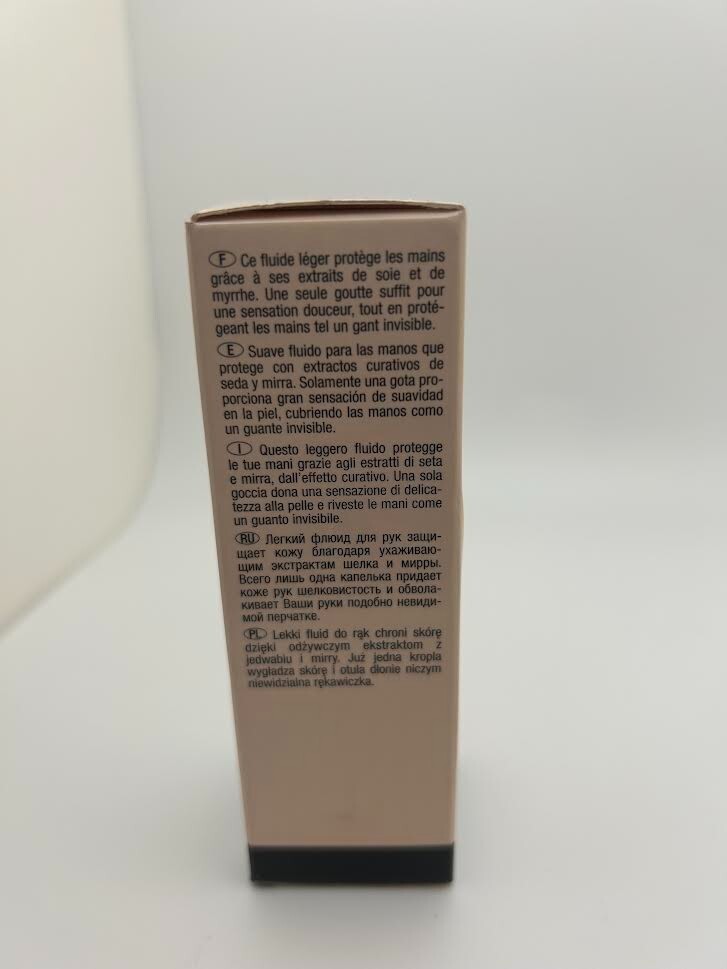 F Ce fluide léger protège les mains
grâce à ses extraits de soie et de
myrrhe. Une seule goutte suffit pour
une sensation douceur, tout en proté-
geant les mains tel un gant invisible.
E Suave fluido para las manos que
protege con extractos curativos de
seda y mirra. Solamente una gota pro-
porciona gran sensación de suavidad
en la piel, cubriendo las manos como
un guante invisible.
I Questo leggero fluido protegge
le tue mani grazie agli estratti di seta
e mirra, dall'effetto curativo. Una sola
goccia dona una sensazione di delica-
tezza alla pelle e riveste le mani come
un guanto invisibile.
RU Легкий флюид для рук защи-
щает кожу благодаря ухаживаю-
щим экстрактам шелка и мирры.
Всего лишь одна капелька придает
коже рук шелковистость и обвола-
кивает Ваши руки подобно невиди-
мой перчатке.
PL Lekki fluid do rąk chroni skórę
dzięki odżywczym ekstraktom z
jedwabiu i mirry. Już jedna kropla
wygładza skórę i otula dłonie niczym
niewidzialna rękawiczka.